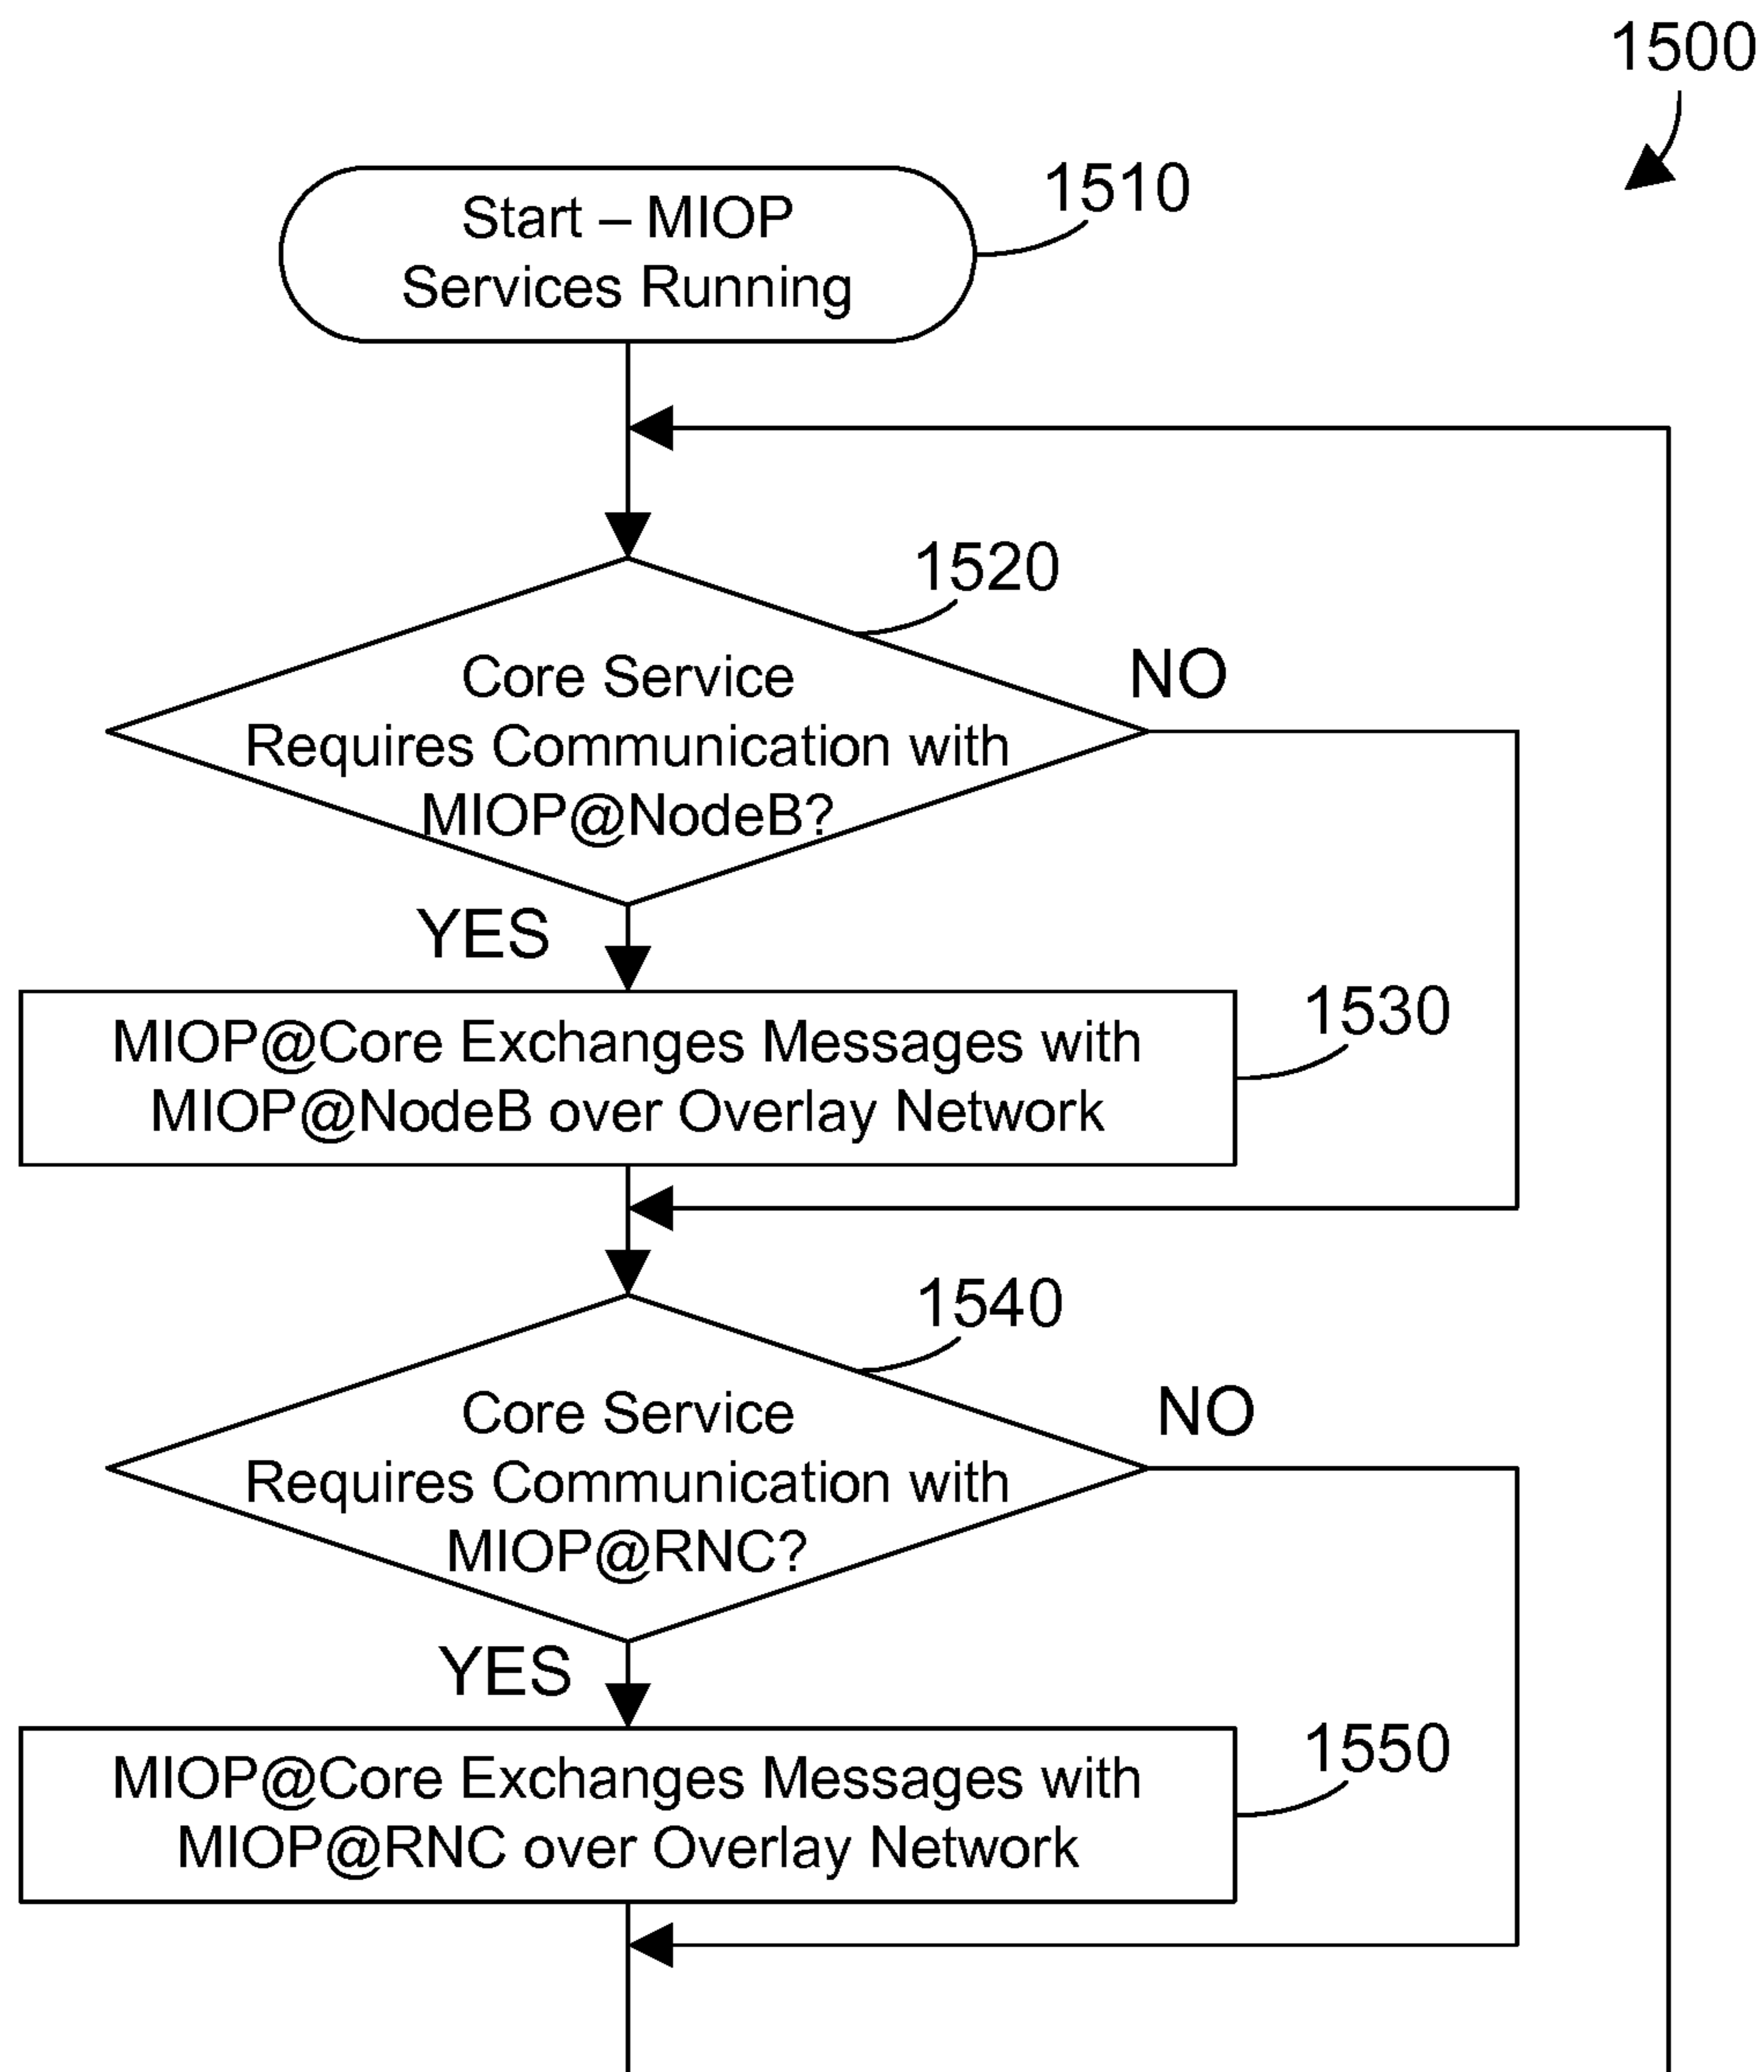 1500
1510
Start – MIOP
Services Running
1520
Core Service
Requires Communication with
MIOP@NodeB?
NO
YES
1530
MIOP@Core Exchanges Messages with
MIOP@NodeB over Overlay Network
1540
Core Service
Requires Communication with
MIOP@RNC?
NO
YES
1550
MIOP@Core Exchanges Messages with
MIOP@RNC over Overlay Network